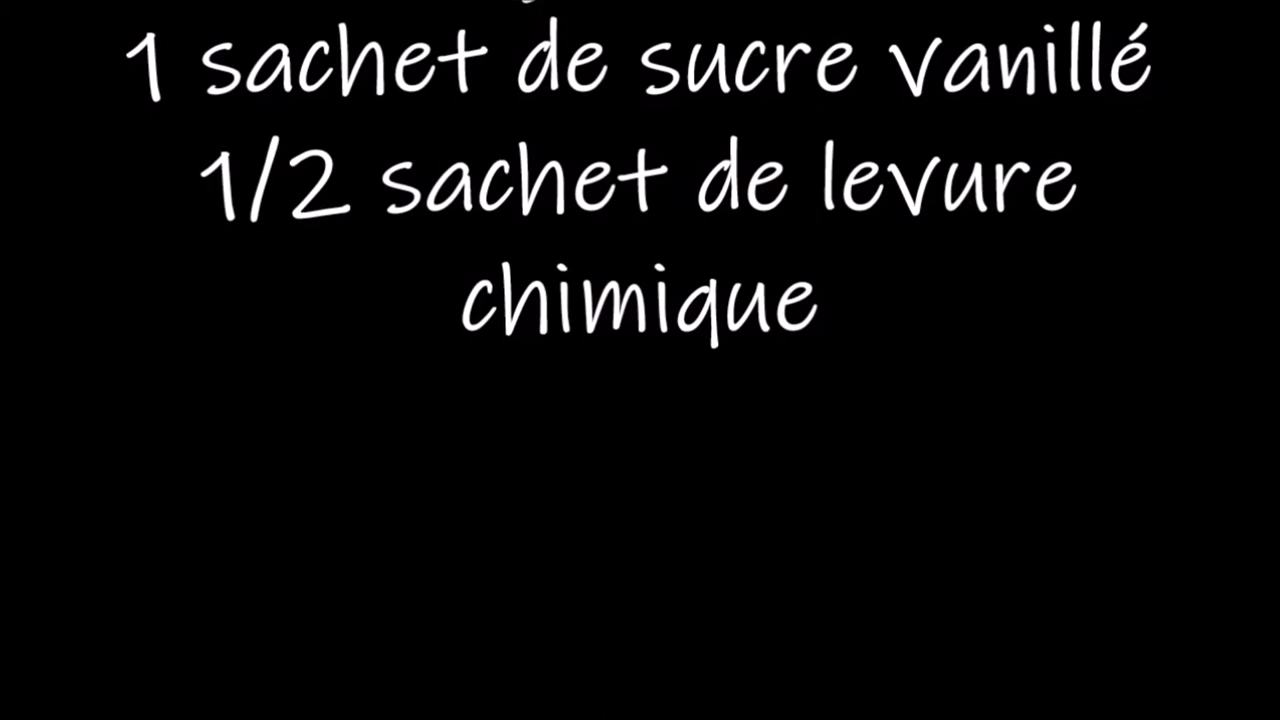 1 sachet de sucre vanillé
1/2 sachet de levure
chimique